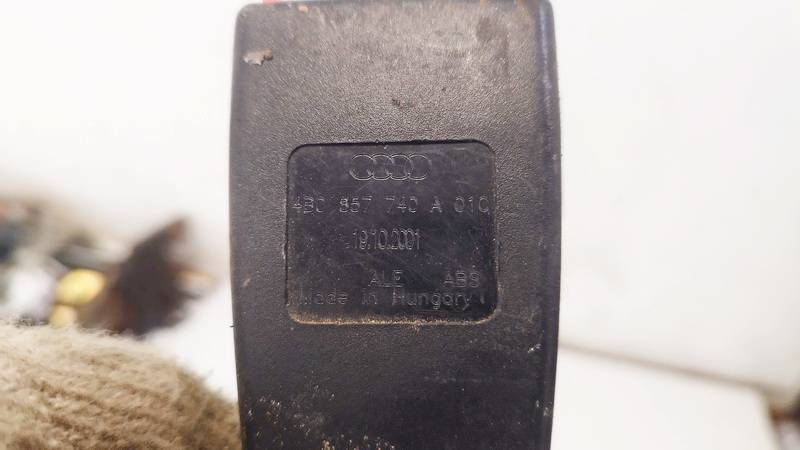 4B0 857 740 A 01C
19.10.2001
ALE ABS
Made in Hungary